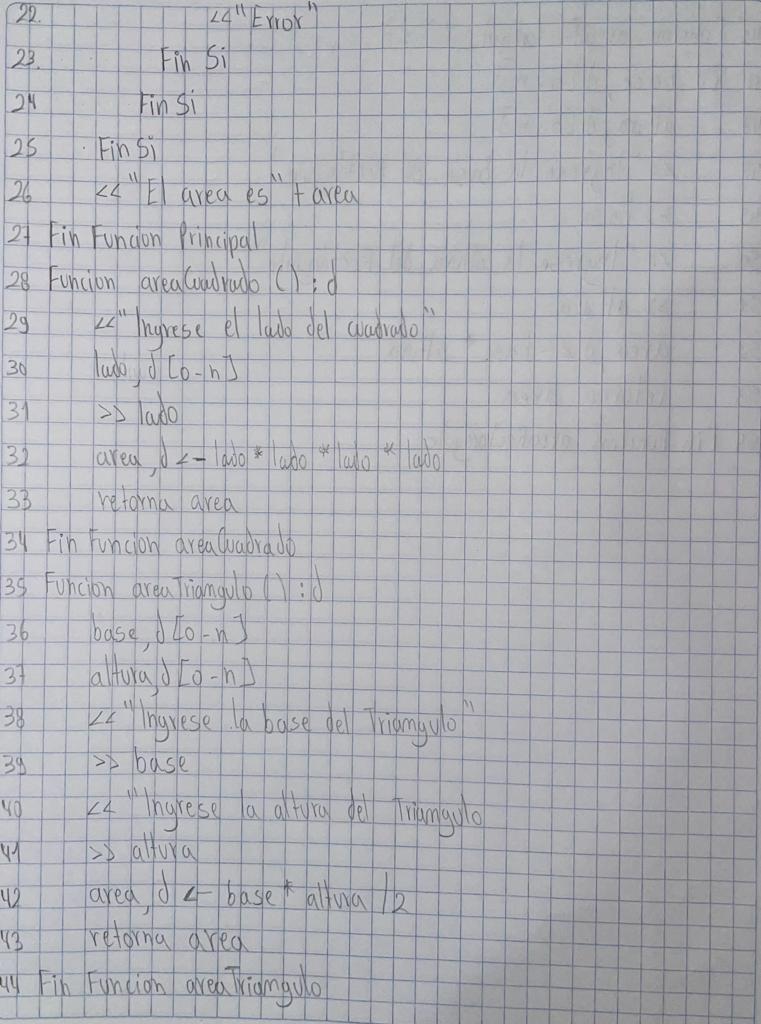 22. <<"Error"
23. Fin Si
24 Fin Si
25 Fin Si
26 <<"El area es" + area
27 Fin Funcion Principal
28 Funcion areaCuadrado () : d
29 <<"Ingrese el lado del cuadrado"
30 lado, d [0-n]
31 >> lado
32 area, d <- lado * lado * lado * lado
33 retorna area
34 Fin Funcion areaCuadrado
35 Funcion areaTriangulo () : d
36 base, d [0-n]
37 altura, d [0-n]
38 <<"Ingrese la base del Triangulo"
39 >> base
40 <<"Ingrese la altura del Triangulo
41 >> altura
42 area, d <- base * altura /2
43 retorna area
44 Fin Funcion areaTriangulo